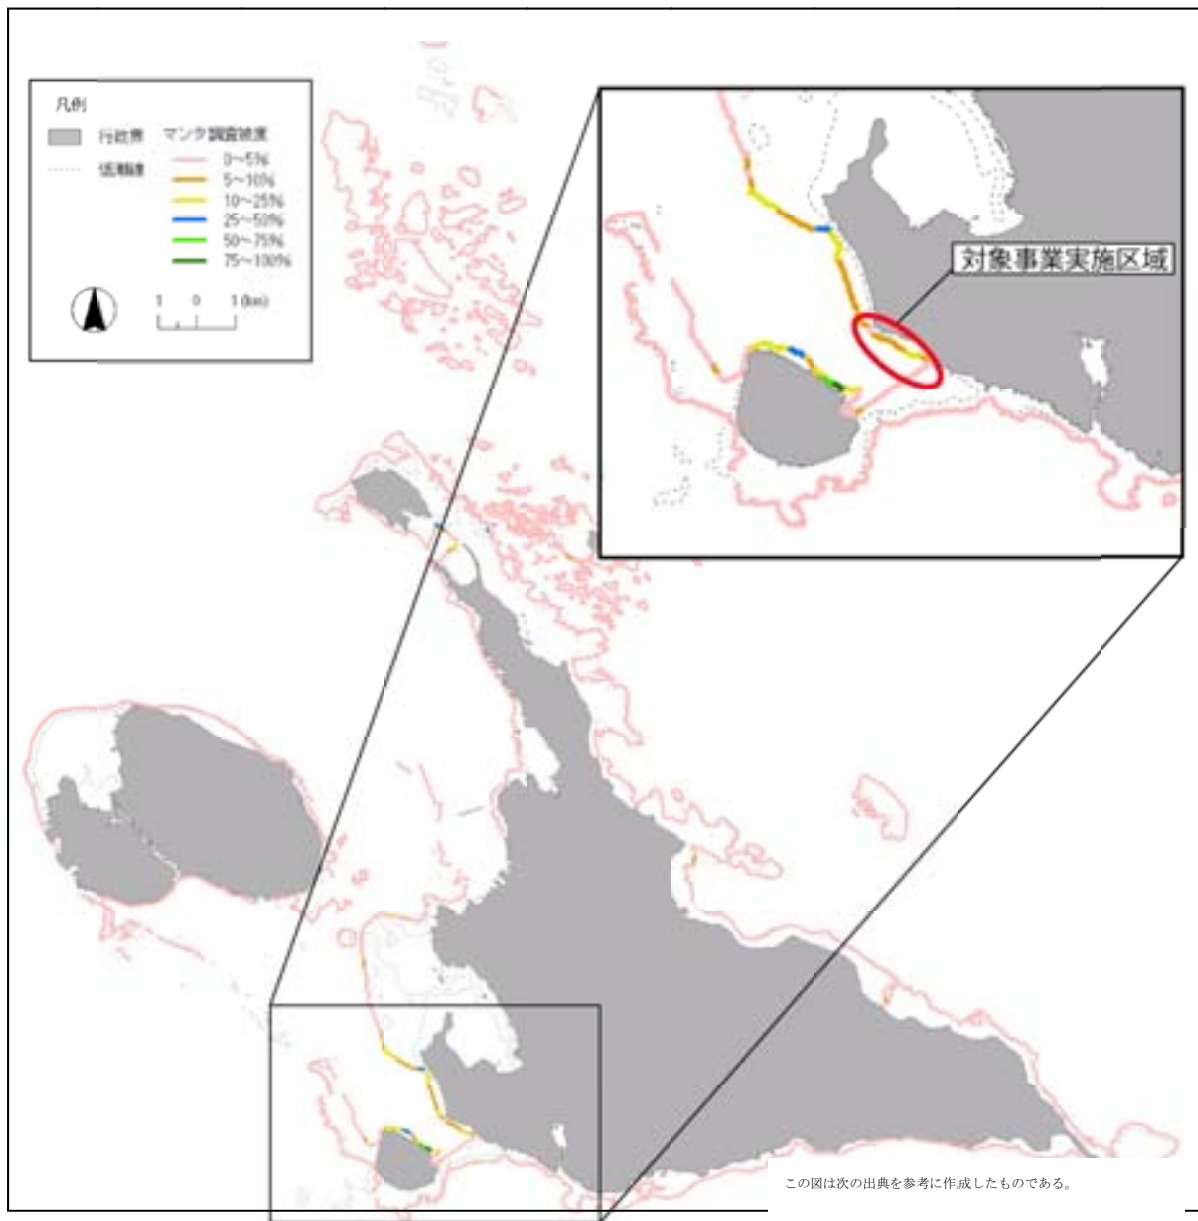 凡例
行政界
低潮線
マンタ調査被度
0～5%
5～10%
10～25%
25～50%
50～75%
75～100%
1 0 1(km)
対象事業実施区域
この図は次の出典を参考に作成したものである。